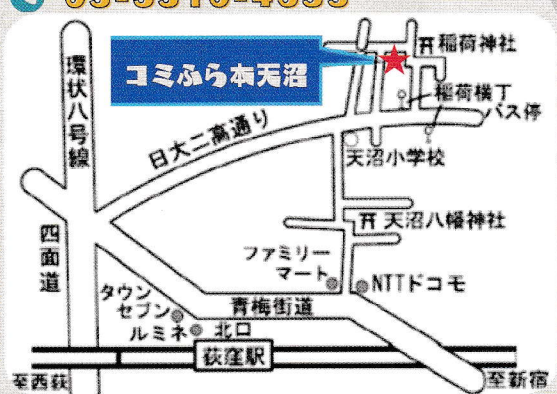 稲荷神社
コミふら本天沼
環状八号線
稲荷横丁
バス停
日大二高通り
天沼小学校
天沼八幡神社
四面道
ファミリー
マート
NTTドコモ
タウン
セブン
青梅街道
ルミネ
北口
荻窪駅
至西荻
至新宿